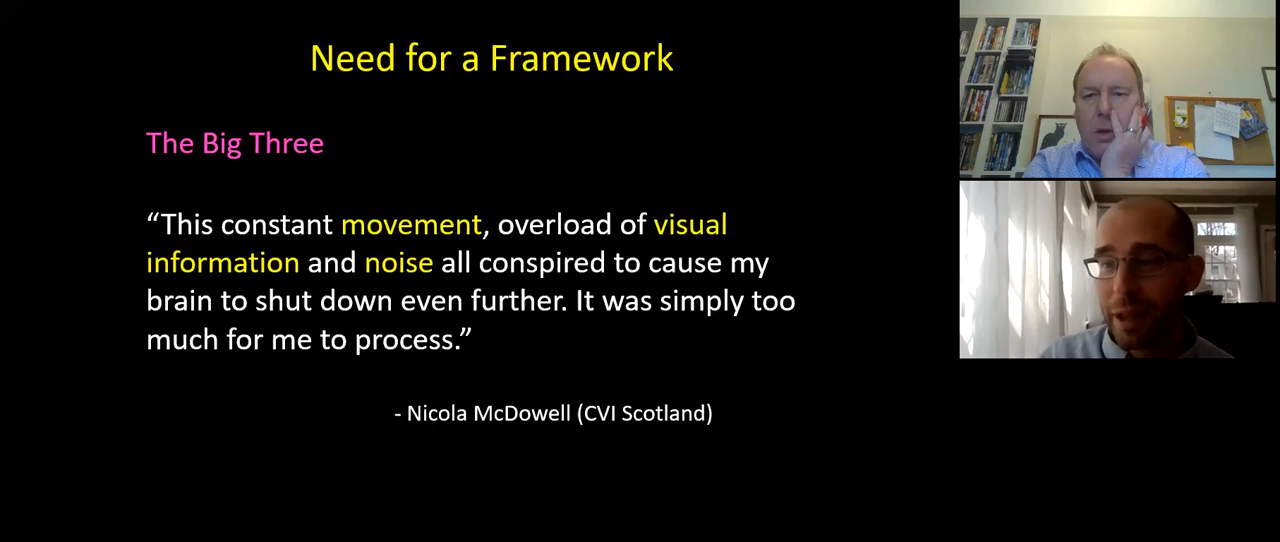 Need for a Framework
The Big Three
“This constant movement, overload of visual
information and noise all conspired to cause my
brain to shut down even further. It was simply too
much for me to process.”
- Nicola McDowell (CVI Scotland)